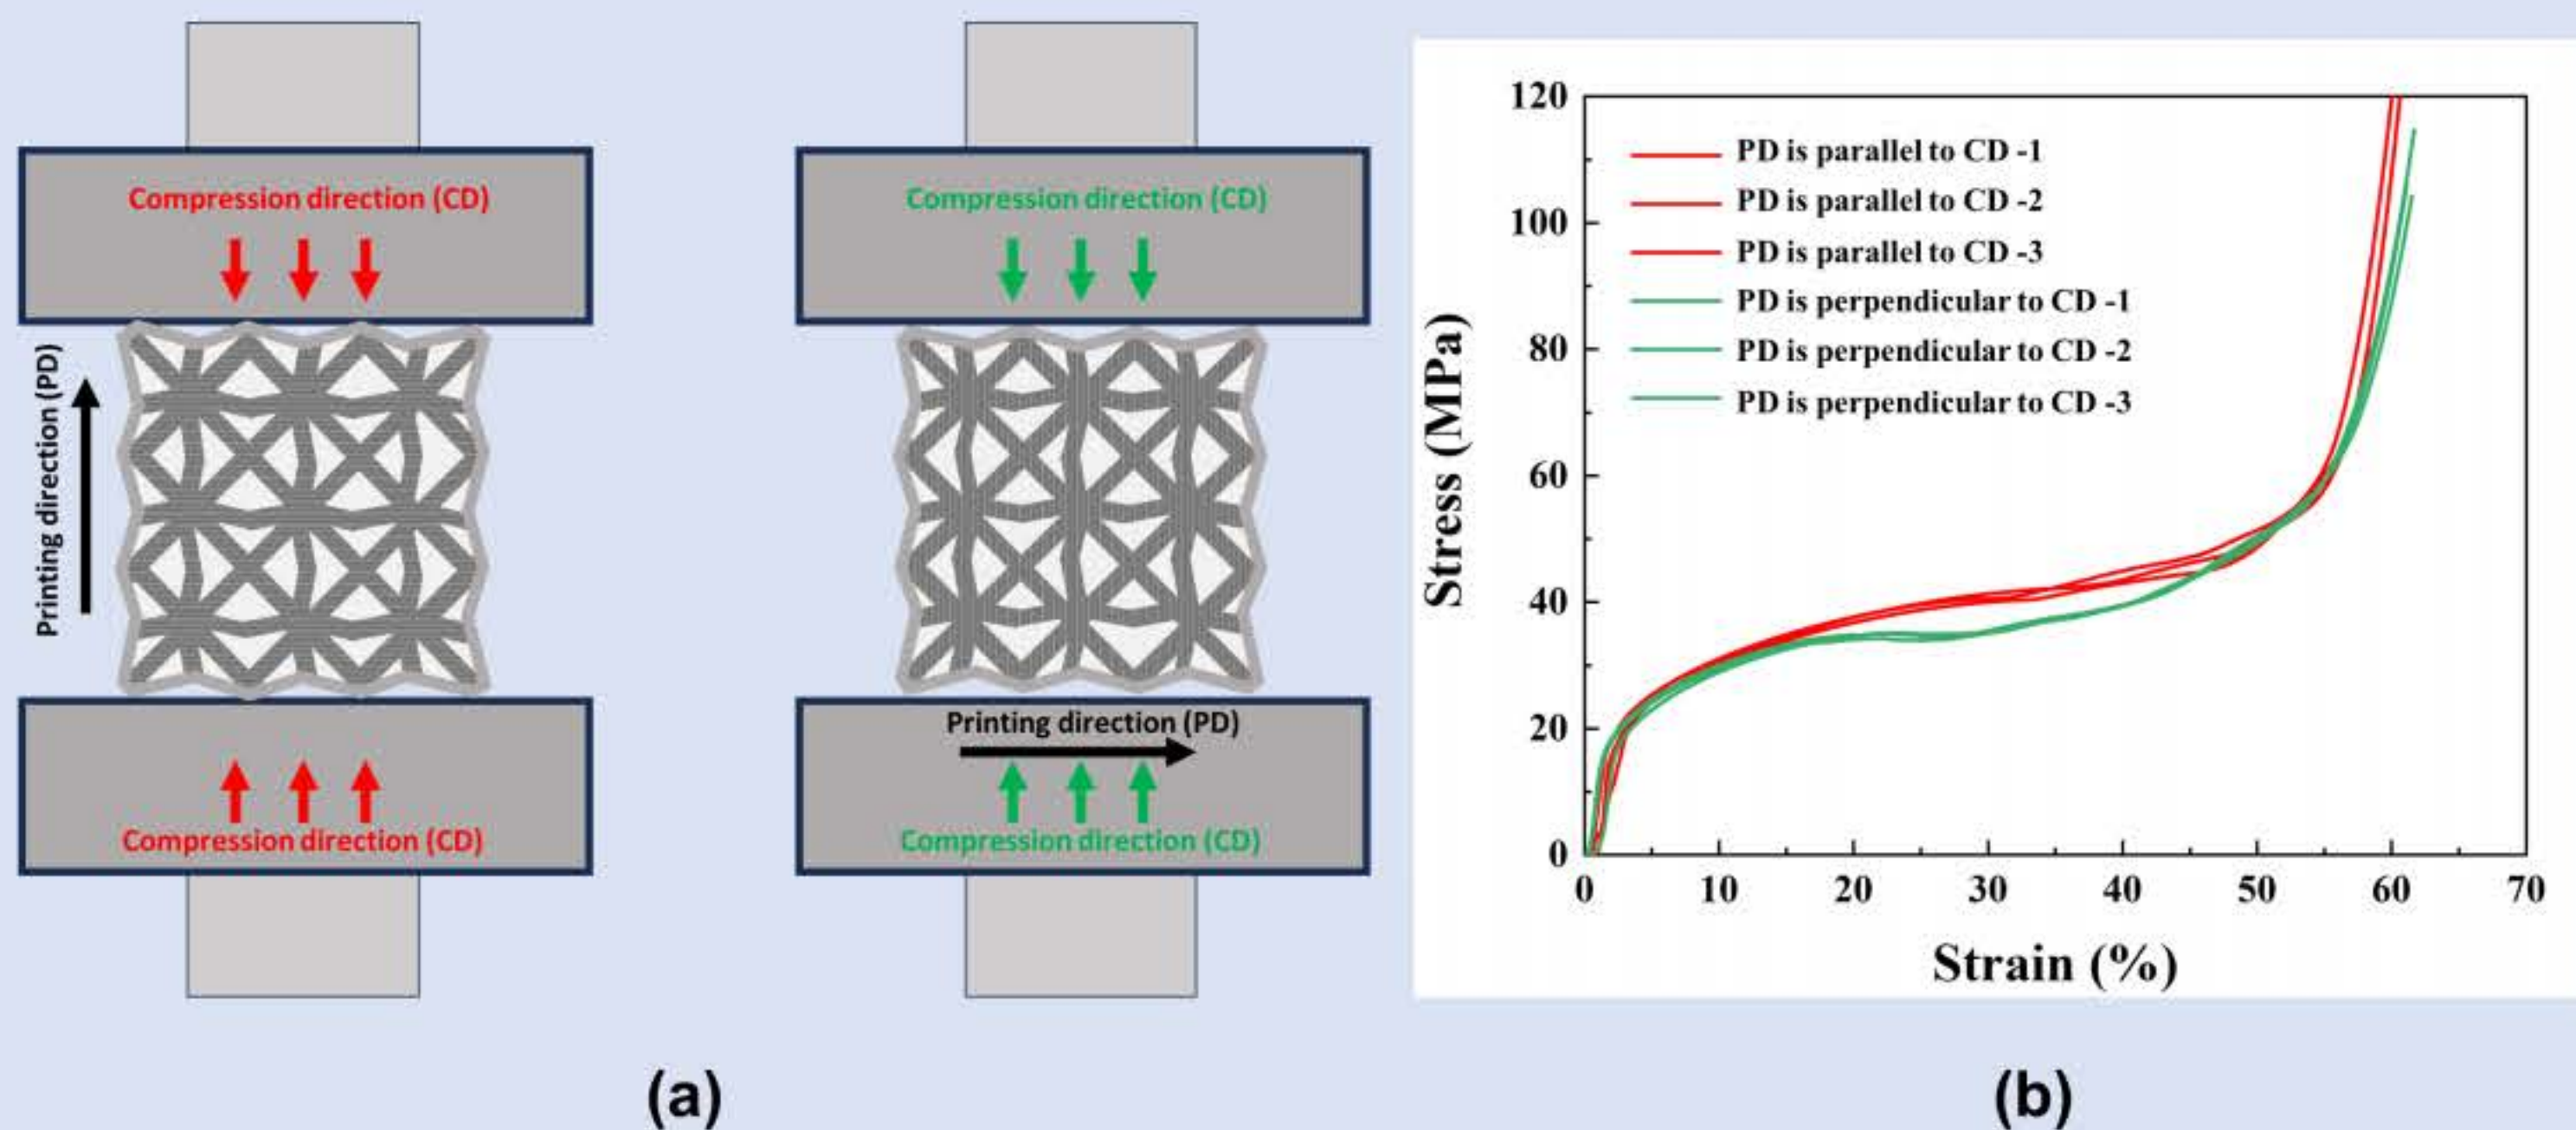 Compression direction (CD)
Printing direction (PD)
Compression direction (CD)
Compression direction (CD)
Printing direction (PD)
Compression direction (CD)
(a)
120
100
80
60
40
20
0
Stress (MPa)
PD is parallel to CD -1
PD is parallel to CD -2
PD is parallel to CD -3
PD is perpendicular to CD -1
PD is perpendicular to CD -2
PD is perpendicular to CD -3
0 10 20 30 40 50 60 70
Strain (%)
(b)